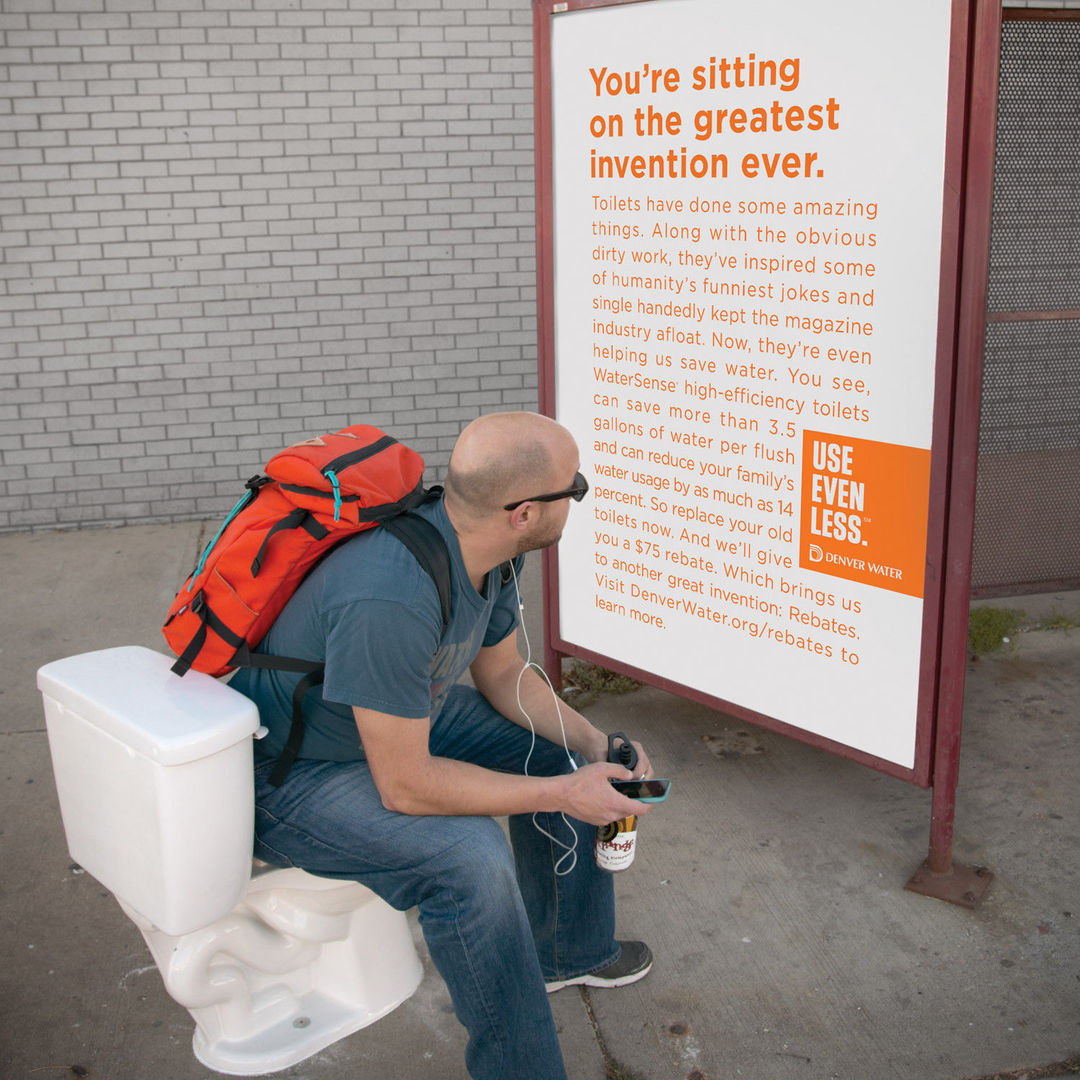 You're sitting
on the greatest
invention ever.
Toilets have done some amazing
things. Along with the obvious
dirty work, they've inspired some
of humanity's funniest jokes and
single handedly kept the magazine
industry afloat. Now, they're even
helping us save water. You see,
WaterSense high-efficiency toilets
can save more than 3.5
gallons of water per flush
and can reduce your family's
water usage by as much as 14
percent. So replace your old
toilets now. And we'll give
you a $75 rebate. Which brings us
to another great invention: Rebates.
Visit DenverWater.org/rebates to
learn more.
USE
EVEN
LESS.
DENVER WATER